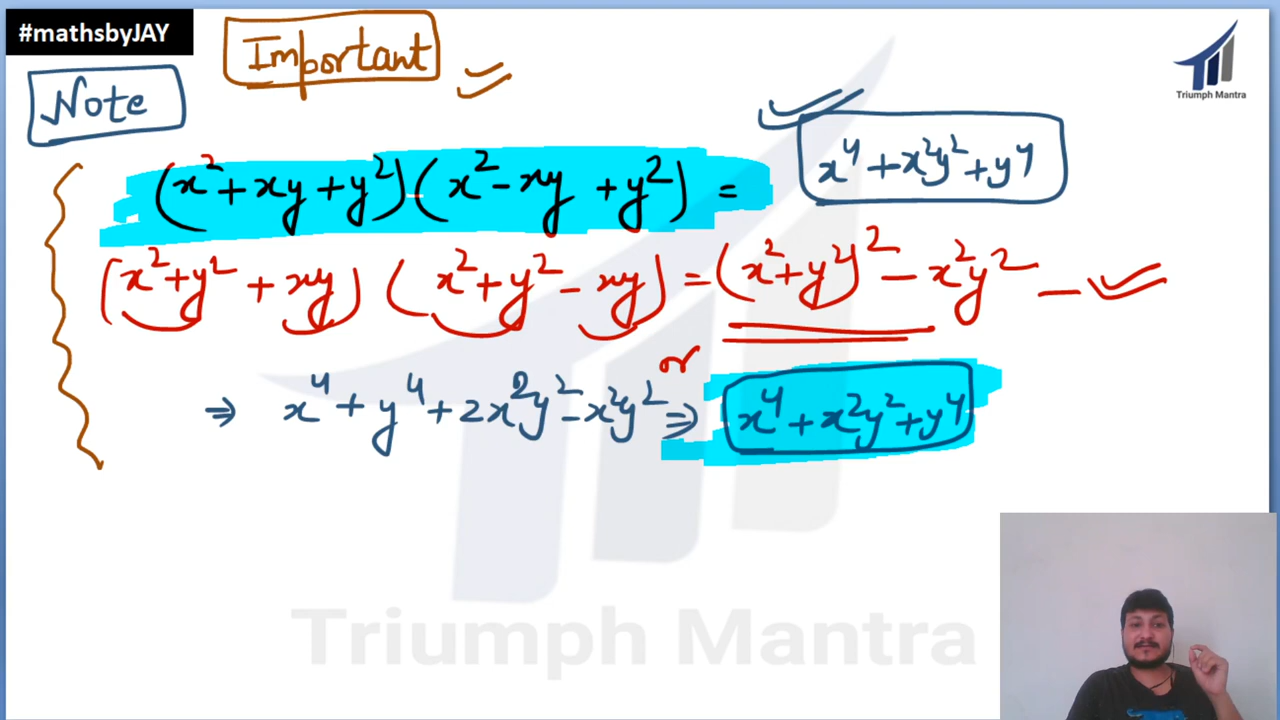 #mathsbyJAY
Important
Triumph Mantra
Note
x⁴ + x²y² + y⁴
(x² + xy + y²) (x² - xy + y²) =
(x² + y² + xy) (x² + y² - xy) = (x² + y²)² - x²y² -
or
⇒ x⁴ + y⁴ + 2x²y² - x²y² ⇒ x⁴ + x²y² + y⁴
Triumph Mantra